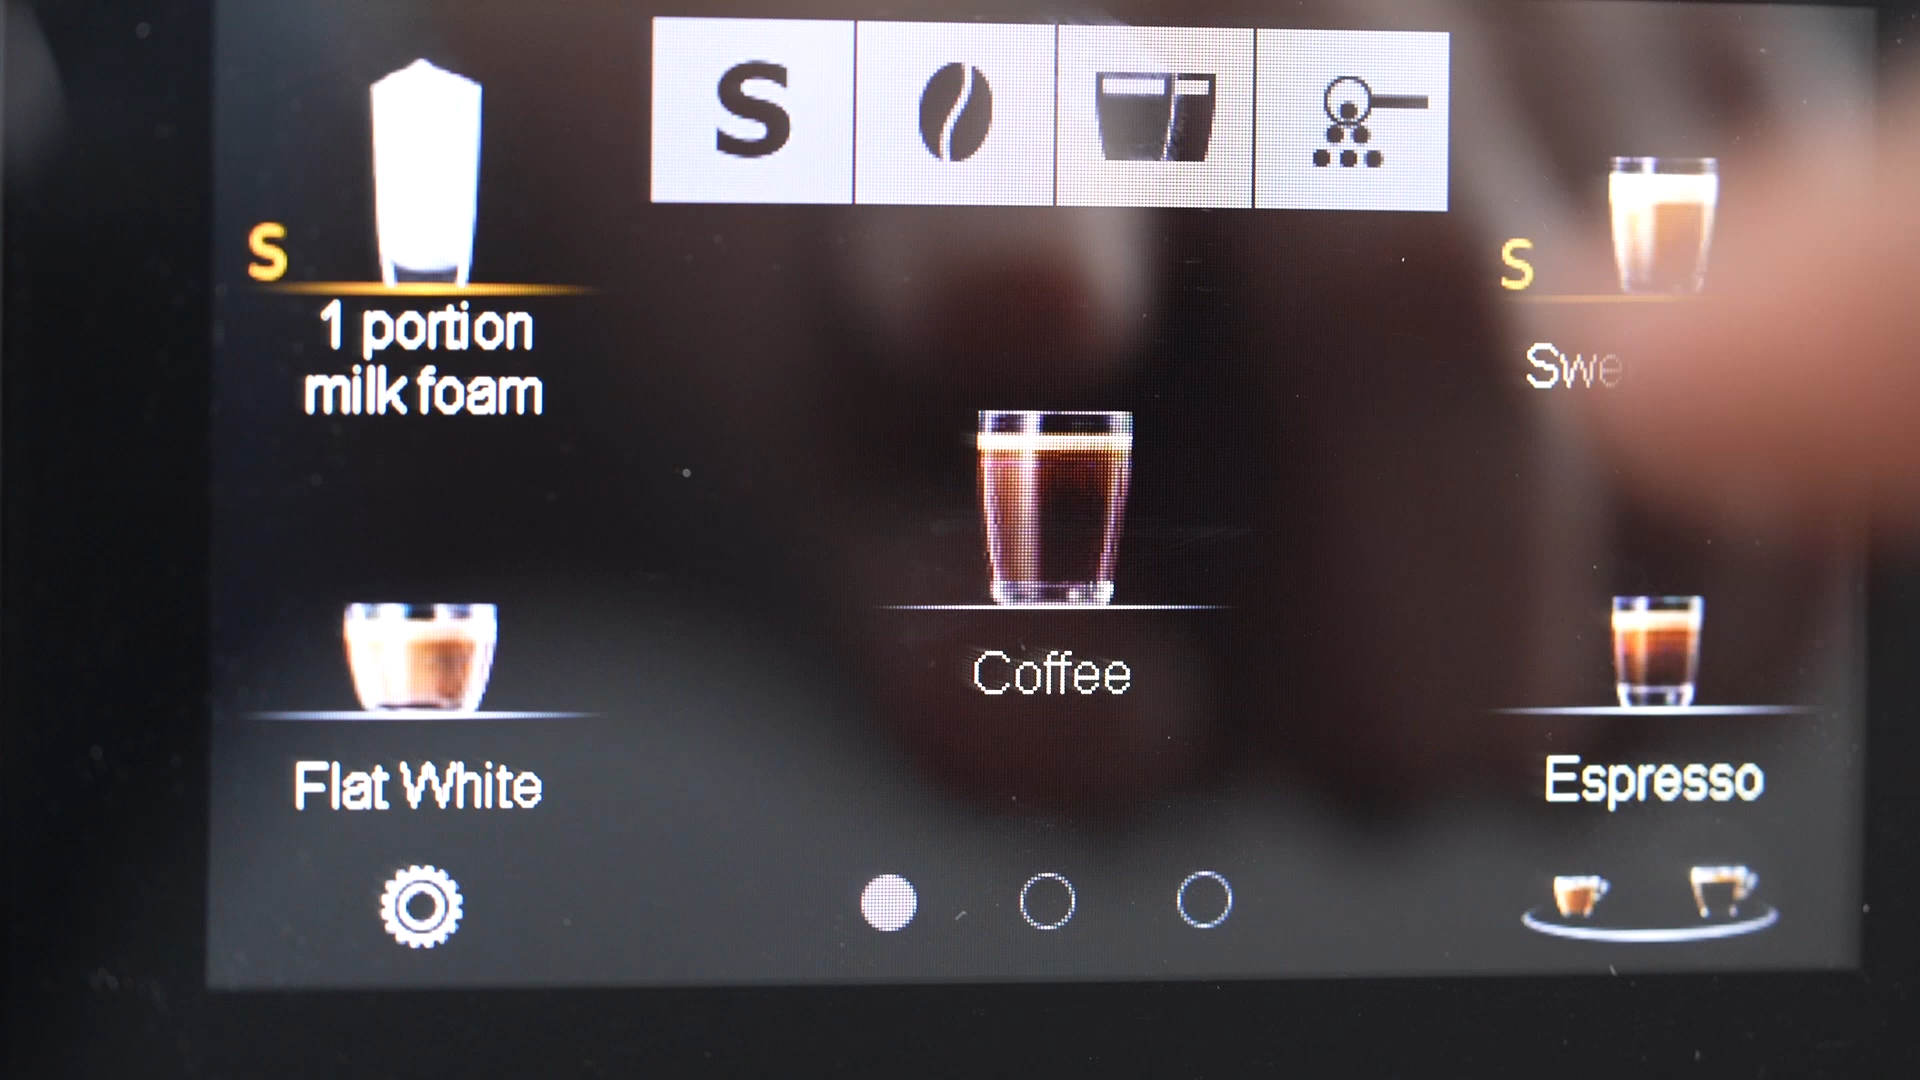 S
S
1 portion
milk foam
S
Coffee
Flat White
Espresso